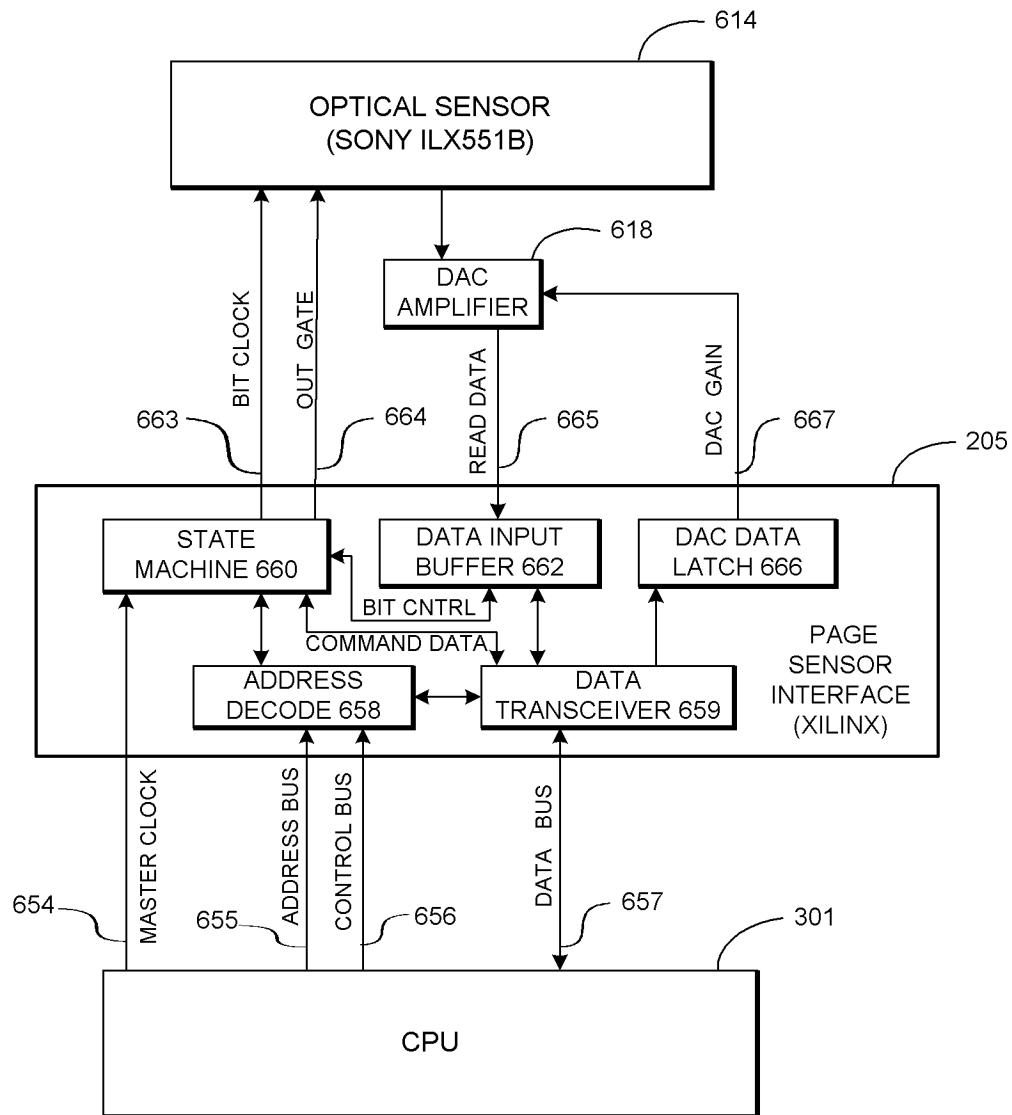 614
OPTICAL SENSOR
(SONY ILX551B)
618
DAC
AMPLIFIER
BIT CLOCK
OUT GATE
READ DATA
DAC GAIN
663
664
665
667
205
STATE
MACHINE 660
DATA INPUT
BUFFER 662
DAC DATA
LATCH 666
BIT CNTRL
COMMAND DATA
ADDRESS
DECODE 658
DATA
TRANSCEIVER 659
PAGE
SENSOR
INTERFACE
(XILINX)
MASTER CLOCK
ADDRESS BUS
CONTROL BUS
DATA BUS
654
655
656
657
301
CPU